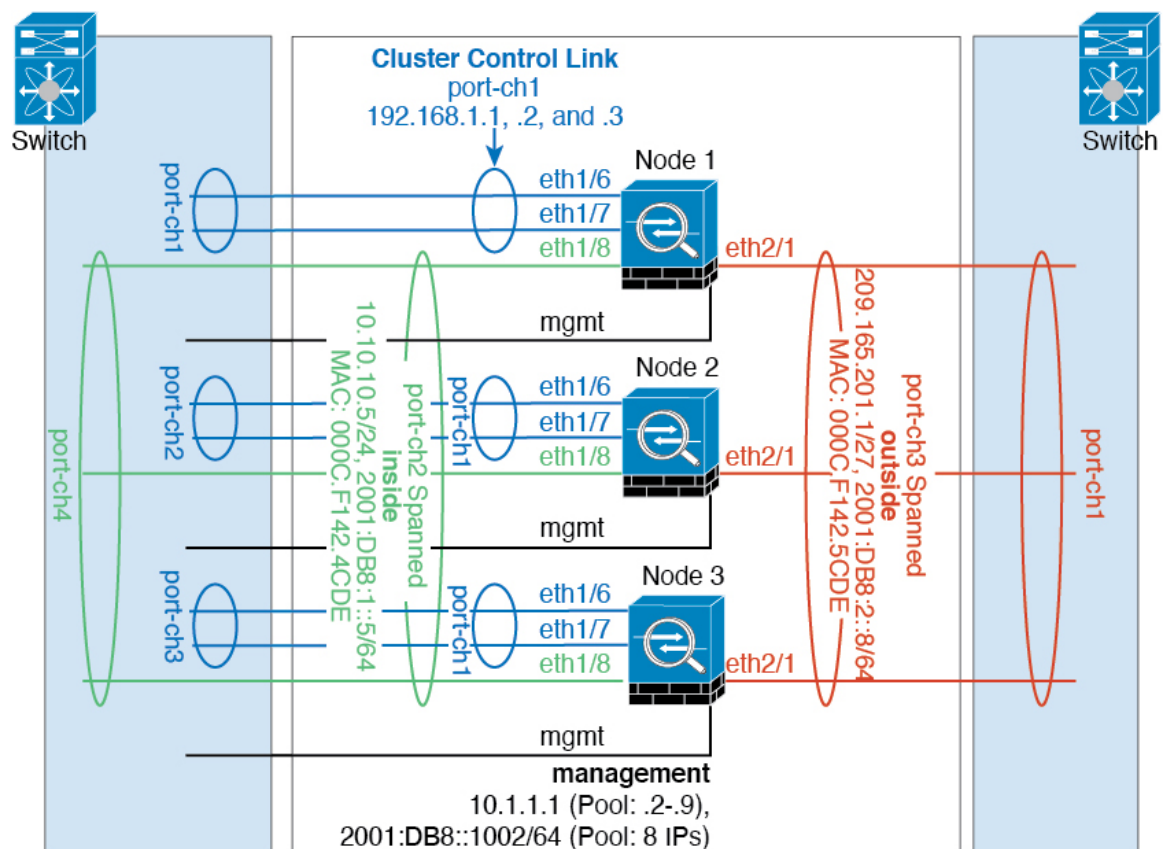 Switch
Switch
Cluster Control Link
port-ch1
192.168.1.1, .2, and .3
Node 1
port-ch1
eth1/6
eth1/7
eth1/8
eth2/1
mgmt
Node 2
port-ch2
port-ch1
eth1/6
eth1/7
eth1/8
eth2/1
mgmt
Node 3
port-ch3
port-ch1
eth1/6
eth1/7
eth1/8
eth2/1
mgmt
port-ch4
port-ch2 Spanned
inside
10.10.10.5/24, 2001:DB8:1::5/64
MAC: 000C.F142.4CDE
port-ch3 Spanned
outside
209.165.201.1/27, 2001:DB8:2::8/64
MAC: 000C.F142.5CDE
port-ch1
management
10.1.1.1 (Pool: .2-.9),
2001:DB8::1002/64 (Pool: 8 IPs)